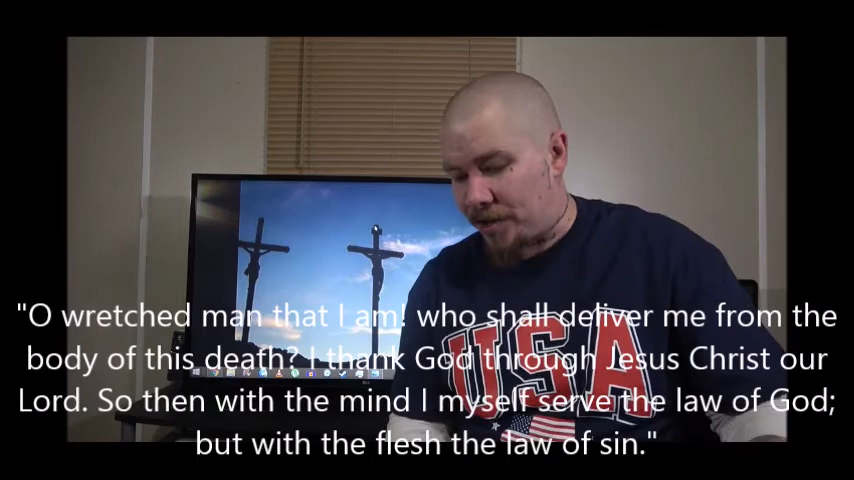 "O wretched man that I am! who shall deliver me from the
body of this death? I thank God through Jesus Christ our
Lord. So then with the mind I myself serve the law of God;
but with the flesh the law of sin."
USA